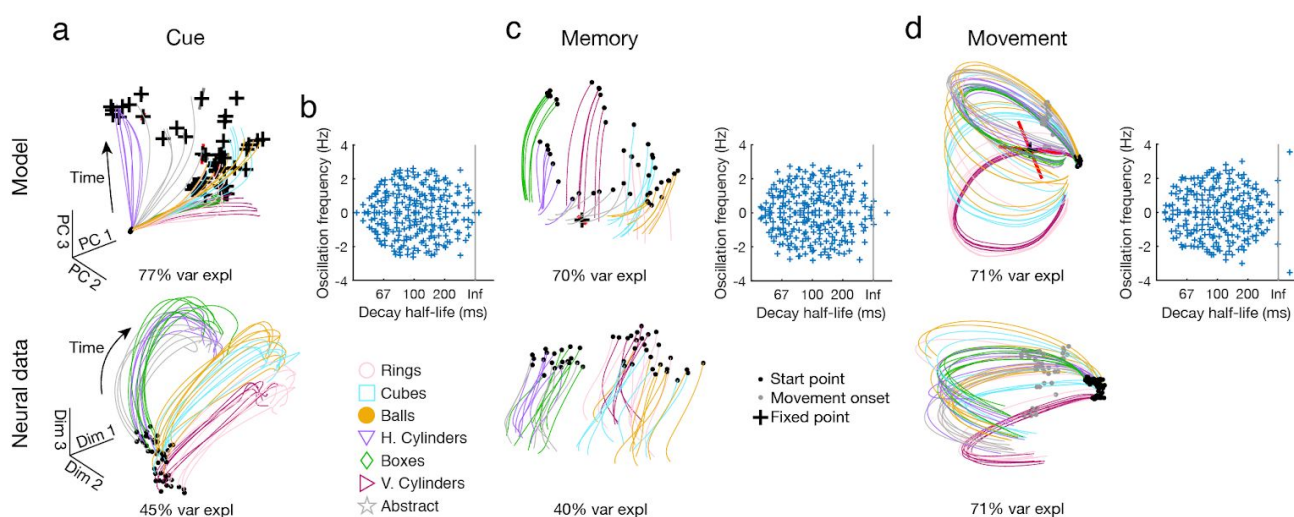 a
Cue
c
Memory
d
Movement
Model
Time
PC 3
PC 1
PC 2
77% var expl
b
Oscillation frequency (Hz)
4
2
0
-2
-4
67
100
200
Inf
Decay half-life (ms)
70% var expl
Oscillation frequency (Hz)
4
2
0
-2
-4
67
100
200
Inf
Decay half-life (ms)
71% var expl
Oscillation frequency (Hz)
4
2
0
-2
-4
67
100
200
Inf
Decay half-life (ms)
Neural data
Time
Dim 3
Dim 1
Dim 2
45% var expl
Rings
Cubes
Balls
H. Cylinders
Boxes
V. Cylinders
Abstract
40% var expl
Start point
Movement onset
Fixed point
71% var expl